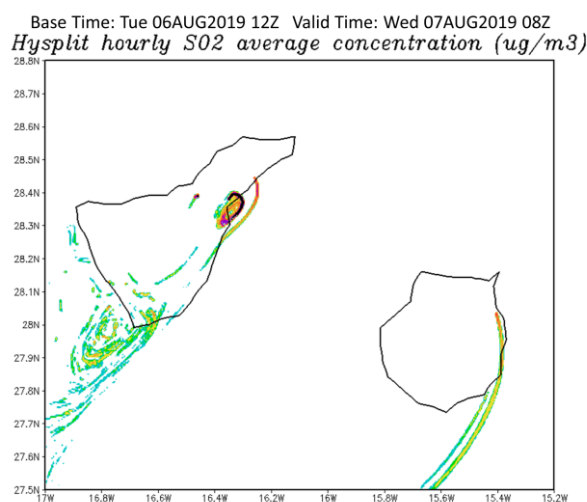 Base Time: Tue 06AUG2019 12Z Valid Time: Wed 07AUG2019 08Z
Hysplit hourly SO2 average concentration (ug/m3)
28.8N
28.7N
28.6N
28.5N
28.4N
28.3N
28.2N
28.1N
28N
27.9N
27.8N
27.7N
27.6N
27.5N
17W 16.8W 16.6W 16.4W 16.2W 16W 15.8W 15.6W 15.4W 15.2W